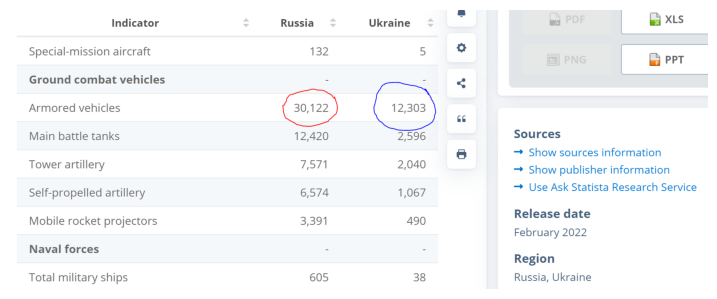 Indicator Russia Ukraine
Special-mission aircraft 132 5
Ground combat vehicles - -
Armored vehicles 30,122 12,303
Main battle tanks 12,420 2,596
Tower artillery 7,571 2,040
Self-propelled artillery 6,574 1,067
Mobile rocket projectors 3,391 490
Naval forces - -
Total military ships 605 38
PDF XLS
PNG PPT
Sources
→ Show sources information
→ Show publisher information
→ Use Ask Statista Research Service
Release date
February 2022
Region
Russia, Ukraine